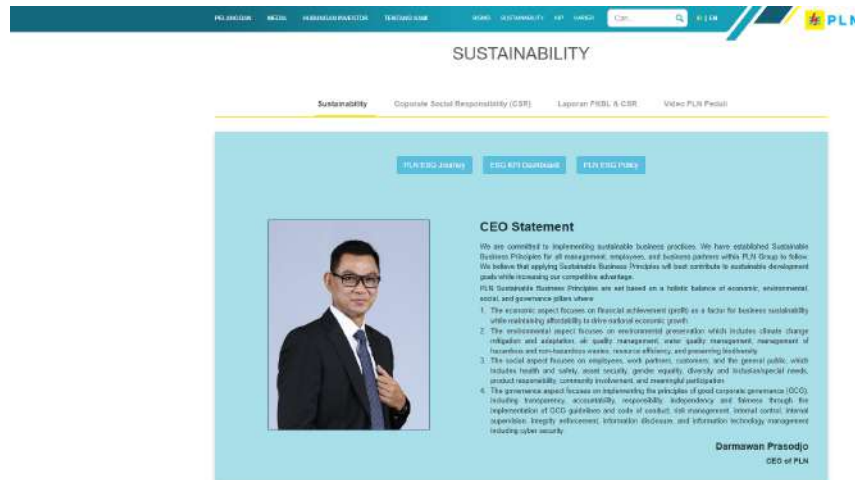 PELANGGAN MEDIA HUBUNGAN INVESTOR TENTANG KAMI BISNIS SUSTAINABILITY KARIER Cari... ID | EN PLN
SUSTAINABILITY
Sustainability Coporate Social Responsibility (CSR) Laporan PKBL & CSR Video PLN Peduli
PLN ESG Journey ESG KPI Dashboard PLN ESG Policy
CEO Statement
We are committed to implementing sustainable business practices. We have established Sustainable
Business Principles for all management, employees, and business partners within PLN Group to follow.
We believe that applying Sustainable Business Principles will best contribute to sustainable development
goals while increasing our competitive advantage.
PLN Sustainable Business Principles are set based on a holistic balance of economic, environmental,
social, and governance pillars where
1. The economic aspect focuses on financial achievement (profit) as a factor for business sustainability
while maintaining affordability to drive national economic growth.
2. The environmental aspect focuses on environmental preservation which includes climate change
mitigation and adaptation, air quality management, water quality management, management of
hazardous and non-hazardous wastes, resource efficiency, and preserving biodiversity.
3. The social aspect focuses on employees, work partners, customers, and the general public, which
includes health and safety, asset security, gender equality, diversity and inclusion/special needs,
product responsibility, community involvement, and meaningful participation
4. The governance aspect focuses on implementing the principles of good corporate governance (GCG),
including transparency, accountability, responsibility, independency and fairness through the
implementation of GCG guidelines and code of conduct, risk management, internal control, internal
supervision, integrity enforcement, information disclosure, and information technology management
including cyber security
Darmawan Prasodjo
CEO of PLN